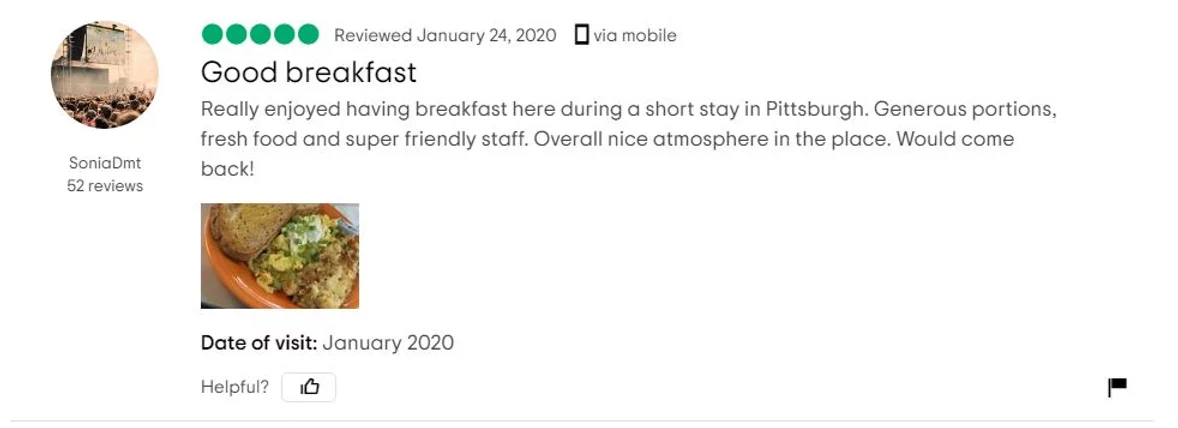 Reviewed January 24, 2020 via mobile
Good breakfast
Really enjoyed having breakfast here during a short stay in Pittsburgh. Generous portions,
fresh food and super friendly staff. Overall nice atmosphere in the place. Would come
back!
SoniaDmt
52 reviews
Date of visit: January 2020
Helpful?